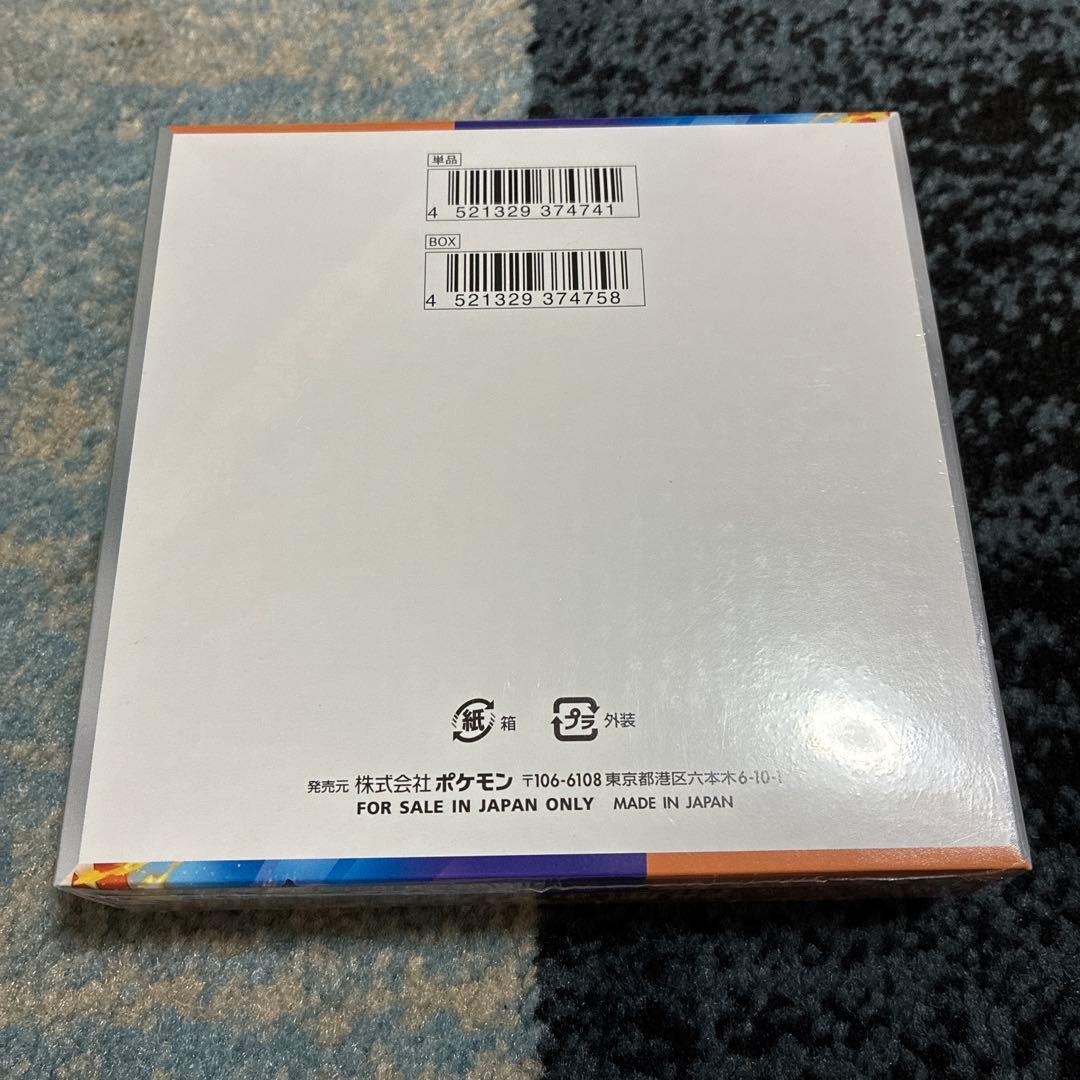 単品
4 521329 374741
BOX
4 521329 374758
紙 箱 プラ 外装
発売元 株式会社ポケモン 〒106-6108 東京都港区六本木6-10-1
FOR SALE IN JAPAN ONLY MADE IN JAPAN